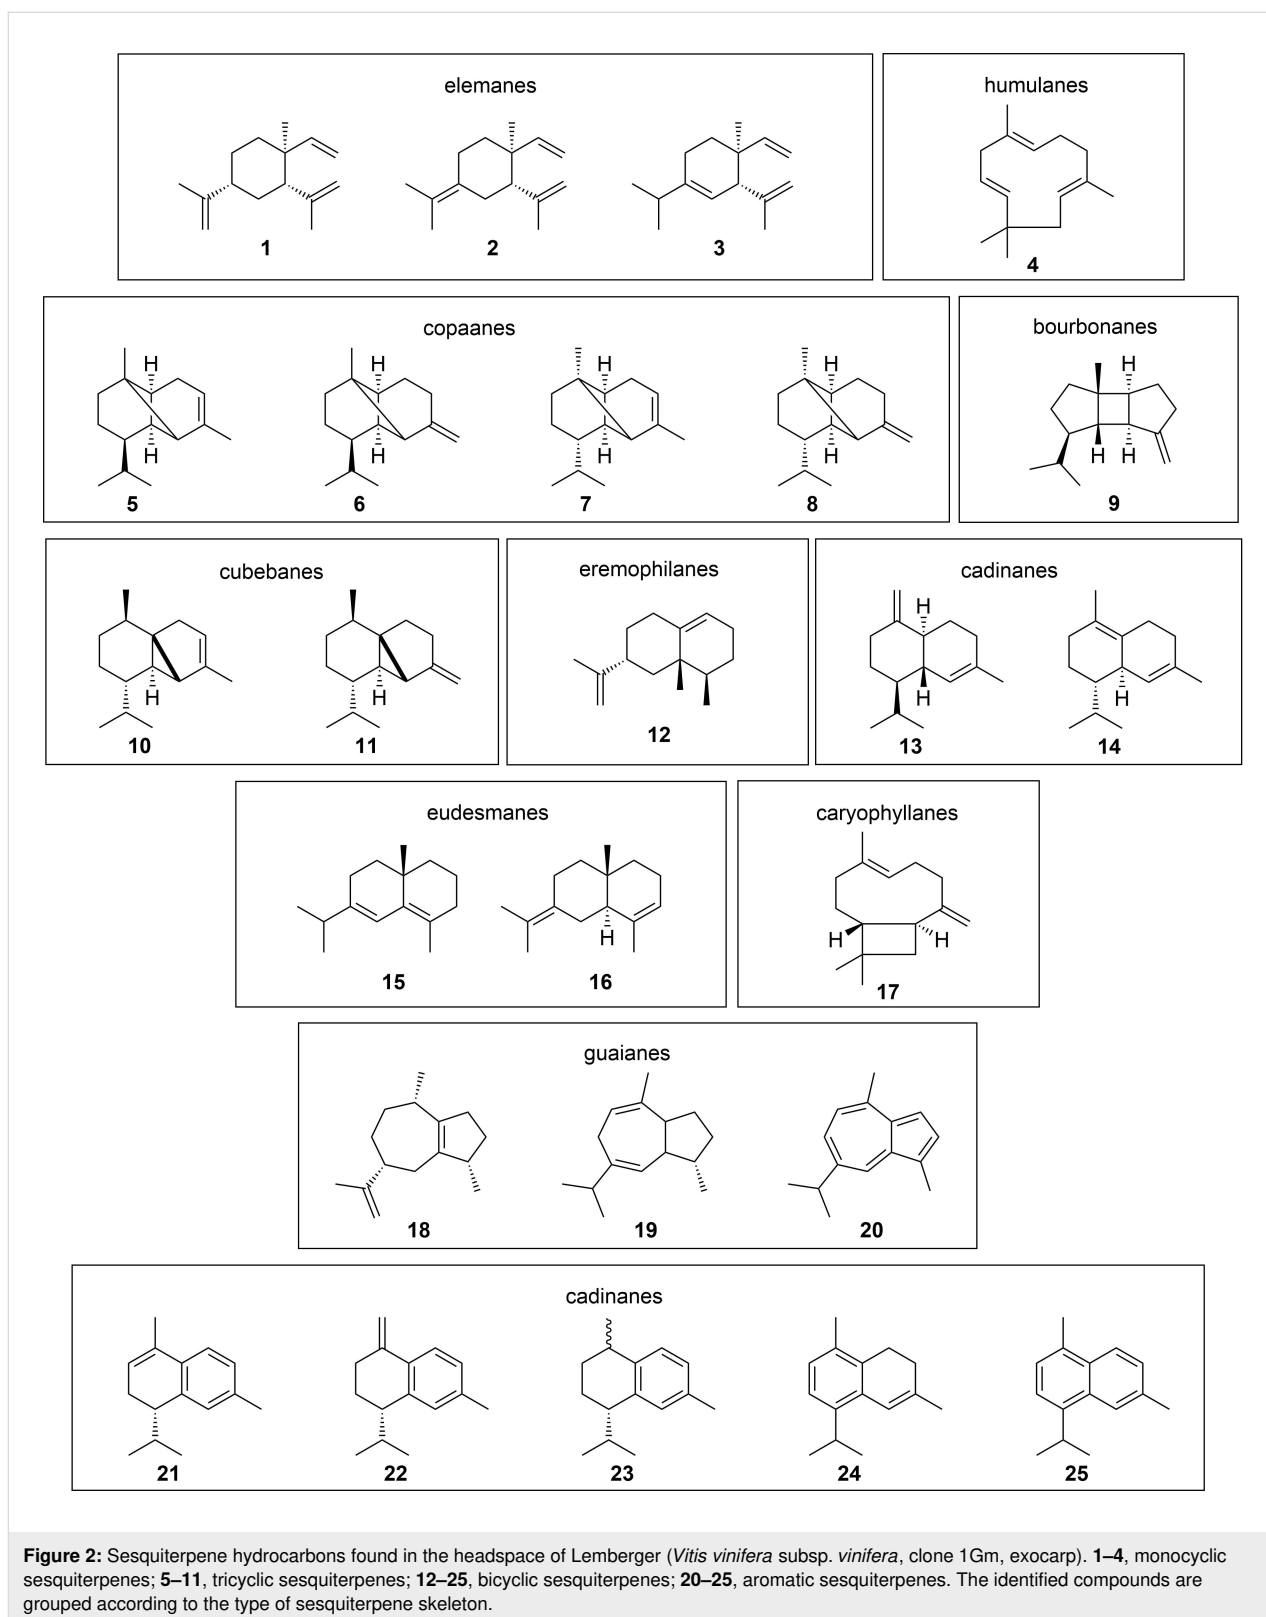 elemanes
humulanes
1
2
3
4
copaanes
bourbonanes
H
H
H
H
H
H
H
H
H
H
H
5
6
7
8
9
cubebanes
eremophilanes
cadinanes
H
H
H
H
10
11
12
13
14
eudesmanes
caryophyllanes
H
H
H
15
16
17
guaianes
18
19
20
cadinanes
21
22
23
24
25
Figure 2: Sesquiterpene hydrocarbons found in the headspace of Lemberger (Vitis vinifera subsp. vinifera, clone 1Gm, exocarp). 1–4, monocyclic
sesquiterpenes; 5–11, tricyclic sesquiterpenes; 12–25, bicyclic sesquiterpenes; 20–25, aromatic sesquiterpenes. The identified compounds are
grouped according to the type of sesquiterpene skeleton.